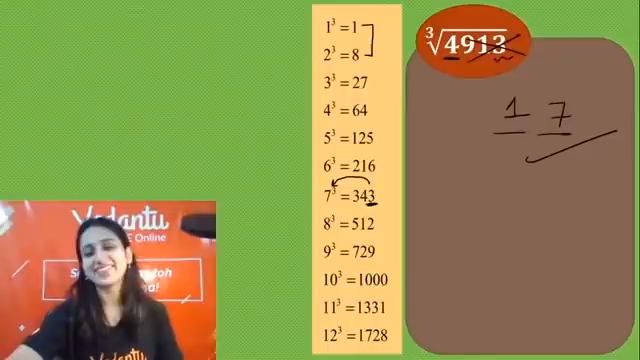 1³ = 1
2³ = 8
3³ = 27
4³ = 64
5³ = 125
6³ = 216
7³ = 343
8³ = 512
9³ = 729
10³ = 1000
11³ = 1331
12³ = 1728
³√4913
1 7
Vedantu
E Online